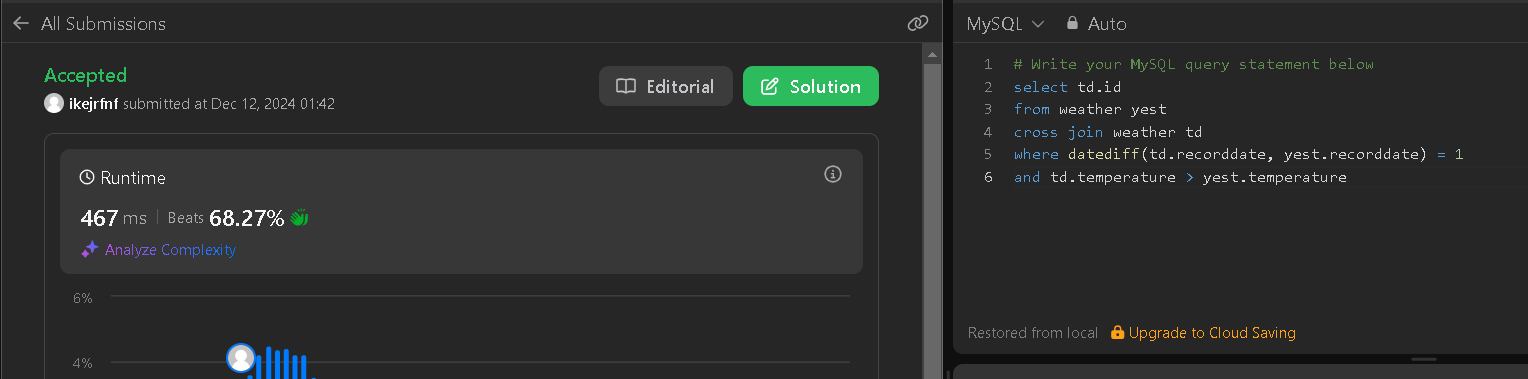 All Submissions
Accepted
ikejrfnf submitted at Dec 12, 2024 01:42
Editorial
Solution
Runtime
467 ms | Beats 68.27%
Analyze Complexity
6%
4%
MySQL Auto
1 # Write your MySQL query statement below
2 select td.id
3 from weather yest
4 cross join weather td
5 where datediff(td.recorddate, yest.recorddate) = 1
6 and td.temperature > yest.temperature
Restored from local Upgrade to Cloud Saving